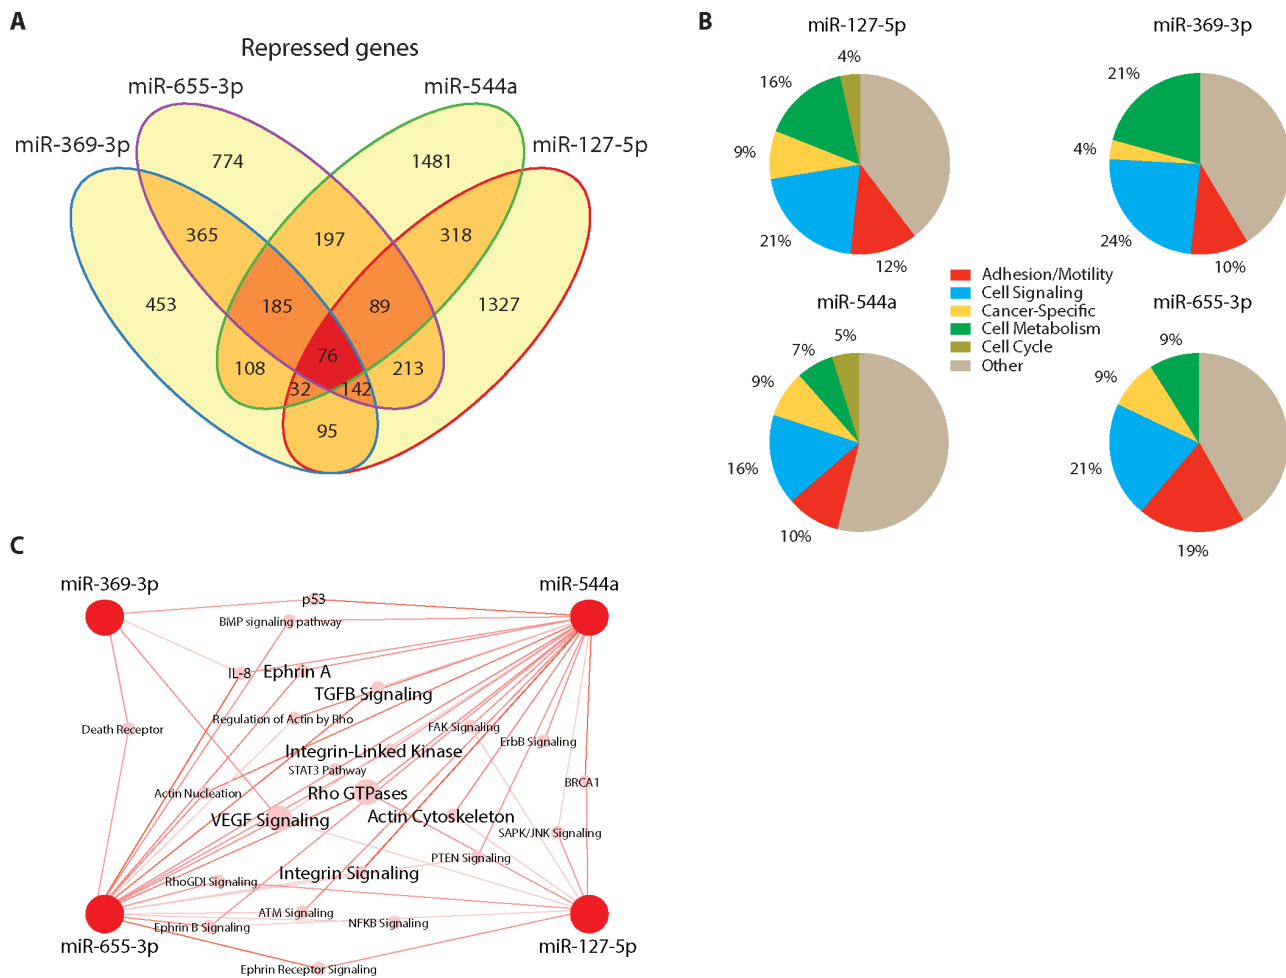 A
Repressed genes
miR-655-3p
miR-544a
miR-369-3p
miR-127-5p
774
1481
365
197
318
453
185
89
1327
76
108
213
32
142
95
B
miR-127-5p
4%
16%
9%
21%
12%
miR-369-3p
21%
4%
24%
10%
Adhesion/Motility
Cell Signaling
Cancer-Specific
Cell Metabolism
Cell Cycle
Other
miR-544a
5%
7%
9%
16%
10%
miR-655-3p
9%
9%
21%
19%
C
miR-369-3p
miR-544a
p53
BMP signaling pathway
IL-8
Ephrin A
TGFB Signaling
Regulation of Actin by Rho
FAK Signaling
Death Receptor
ErbB Signaling
Integrin-Linked Kinase
STAT3 Pathway
BRCA1
Actin Nucleation
Rho GTPases
VEGF Signaling
Actin Cytoskeleton
SAPK/JNK Signaling
PTEN Signaling
Integrin Signaling
RhoGDI Signaling
ATM Signaling
NFKB Signaling
Ephrin B Signaling
miR-655-3p
miR-127-5p
Ephrin Receptor Signaling